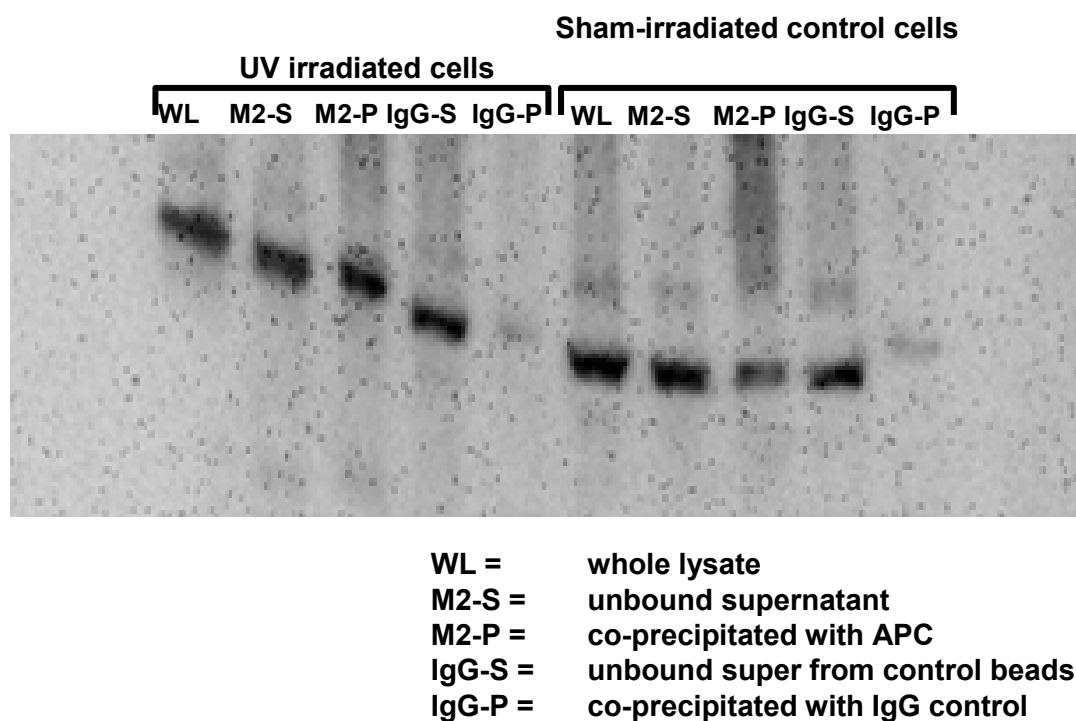 Sham-irradiated control cells
UV irradiated cells
WL M2-S M2-P IgG-S IgG-P WL M2-S M2-P IgG-S IgG-P
WL = whole lysate
M2-S = unbound supernatant
M2-P = co-precipitated with APC
IgG-S = unbound super from control beads
IgG-P = co-precipitated with IgG control